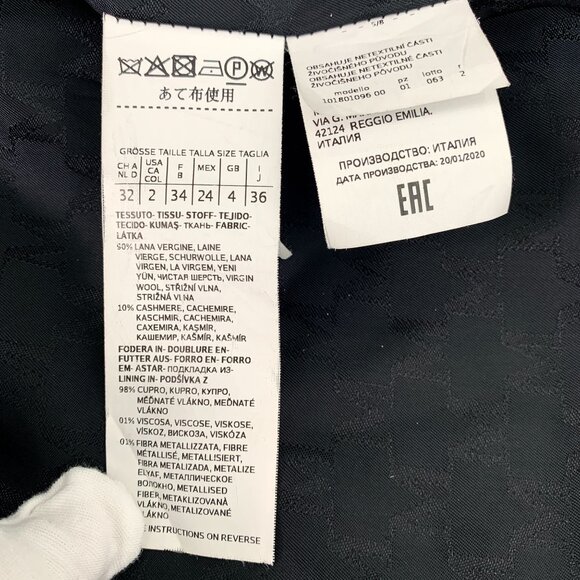 P
あて布使用
GRÖSSE TAILLE TALLA SIZE TAGLIA
CH A NL D
USA CA COL
F B
MEX
GB
I J
32 2 34 24 4 36
TESSUTO- TISSU- STOFF- TEJIDO-
TECIDO- KUMAŞ- ТКАНЬ- FABRIC-
LÁTKA
90% LANA VERGINE, LAINE
VIERGE, SCHURWOLLE, LANA
VIRGEN, LA VIRGEM, YENİ
YÜN, ЧИСТАЯ ШЕРСТЬ, VIRGIN
WOOL, STŘIŽNÍ VLNA,
STRIŽNÁ VLNA
10% CASHMERE, CACHEMIRE,
KASCHMIR, CACHEMIRA,
CAXEMIRA, KAŞMİR,
КАШЕМИР, KAŠMÍR, KAŠMÍR
FODERA IN- DOUBLURE EN-
FUTTER AUS- FORRO EN- FORRO
EM- ASTAR- ПОДКЛАДКА ИЗ-
LINING IN- PODŠÍVKA Z
98% CUPRO, KUPRO, КУПРО,
MĚĎNATÉ VLÁKNO, MEĎNATÉ
VLÁKNO
01% VISCOSA, VISCOSE, VISKOSE,
VİSKOZ, ВИСКОЗА, VISKÓZA
01% FIBRA METALLIZZATA, FIBRE
MÉTALLISÉ, METALLISIERT,
FIBRA METALIZADA, METALIZE
ELYAF, МЕТАЛЛИЧЕСКОЕ
ВОЛОКНО, METALLISED
FIBER, METALIZOVANÁ
VLÁKNA, METALIZOVANÉ
VLÁKNO
INSTRUCTIONS ON REVERSE
5/8
OBSAHUJE NETEXTILNÍ ČÁSTI
ŽIVOČIŠNÉHO PŮVODU
OBSAHUJE NETEXTILNÉ ČASTI
ŽIVOČÍŠNEHO PÔVODU
modello pz lotto r
101801096 00 01 063 2
VIA G.
42124 REGGIO EMILIA,
ИТАЛИЯ
ПРОИЗВОДСТВО: ИТАЛИЯ
ДАТА ПРОИЗВОДСТВА: 20/01/2020
EAC